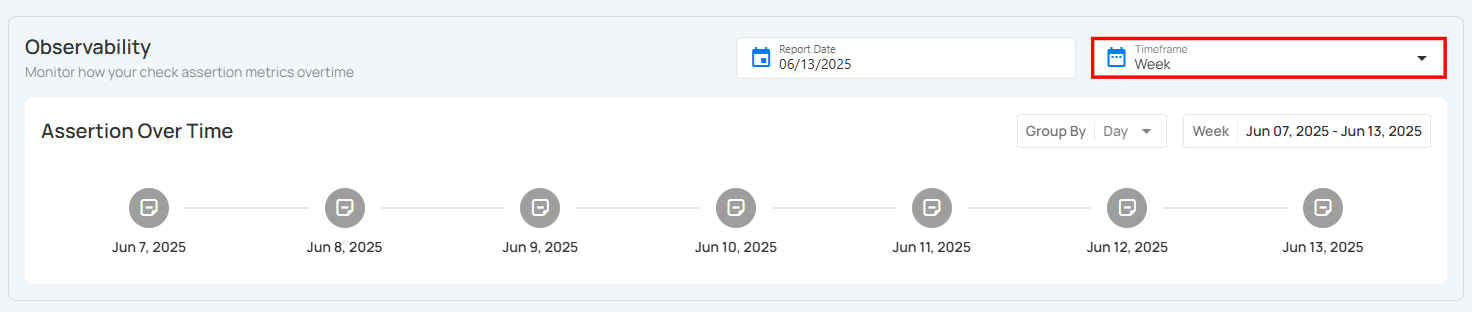 Observability
Monitor how your check assertion metrics overtime
Report Date
06/13/2025
Timeframe
Week
Assertion Over Time
Group By Day
Week Jun 07, 2025 - Jun 13, 2025
Jun 7, 2025
Jun 8, 2025
Jun 9, 2025
Jun 10, 2025
Jun 11, 2025
Jun 12, 2025
Jun 13, 2025